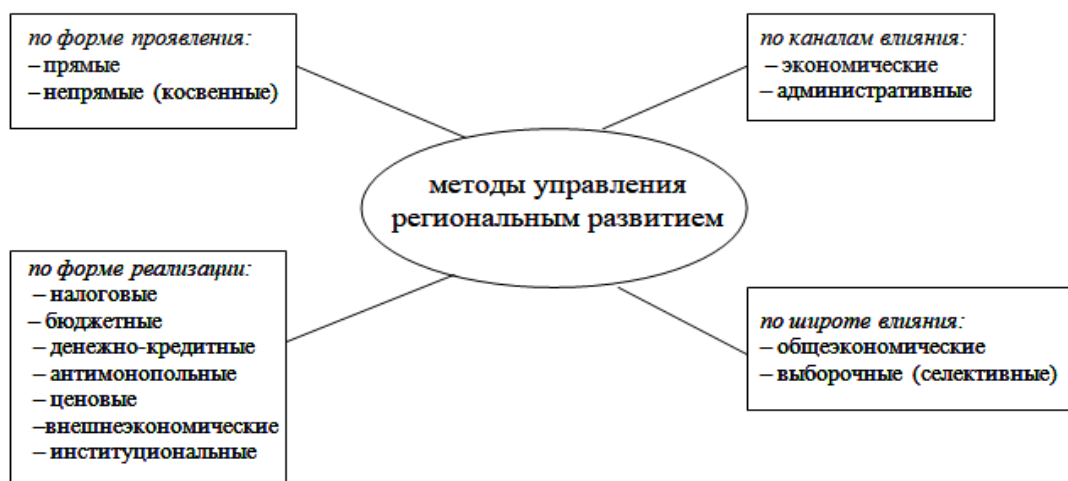 по форме проявления:
– прямые
– непрямые (косвенные)
по каналам влияния:
– экономические
– административные
методы управления
региональным развитием
по форме реализации:
– налоговые
– бюджетные
– денежно-кредитные
– антимонопольные
– ценовые
–внешнеэкономические
– институциональные
по широте влияния:
– общеэкономические
– выборочные (селективные)